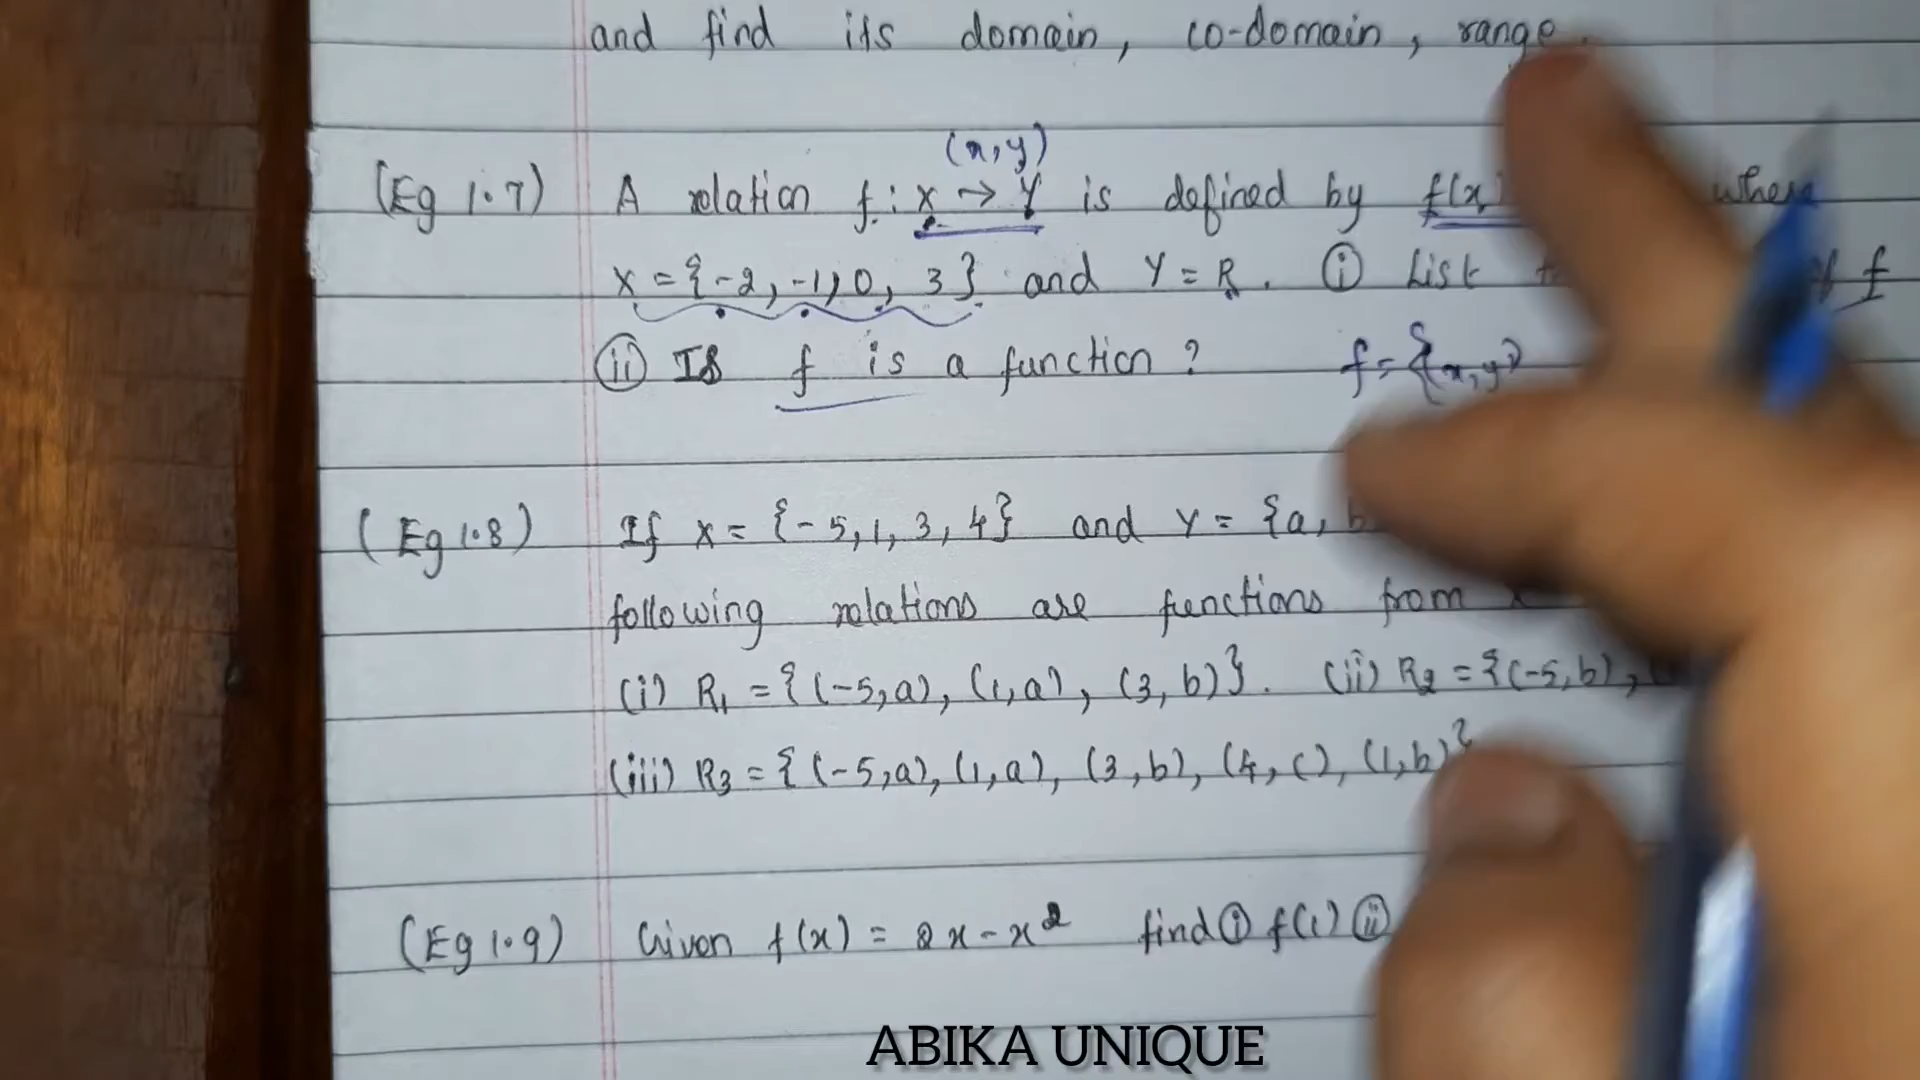 and find its domain, co-domain, range.
(x,y)
(Eg 1.7) A relation f: X → Y is defined by f(x) where
X = {-2, -1, 0, 3} and Y = R. (i) List of f
(ii) Is f is a function? f = {(x,y)
(Eg 1.8) If X = {-5, 1, 3, 4} and Y = {a, b
following relations are functions from X
(i) R1 = {(-5,a), (1,a), (3,b)}. (ii) R2 = {(-5,b),
(iii) R3 = {(-5,a), (1,a), (3,b), (4,c), (1,b)}
(Eg 1.9) Given f(x) = 2x - x² find (i) f(1) (ii)
ABIKA UNIQUE